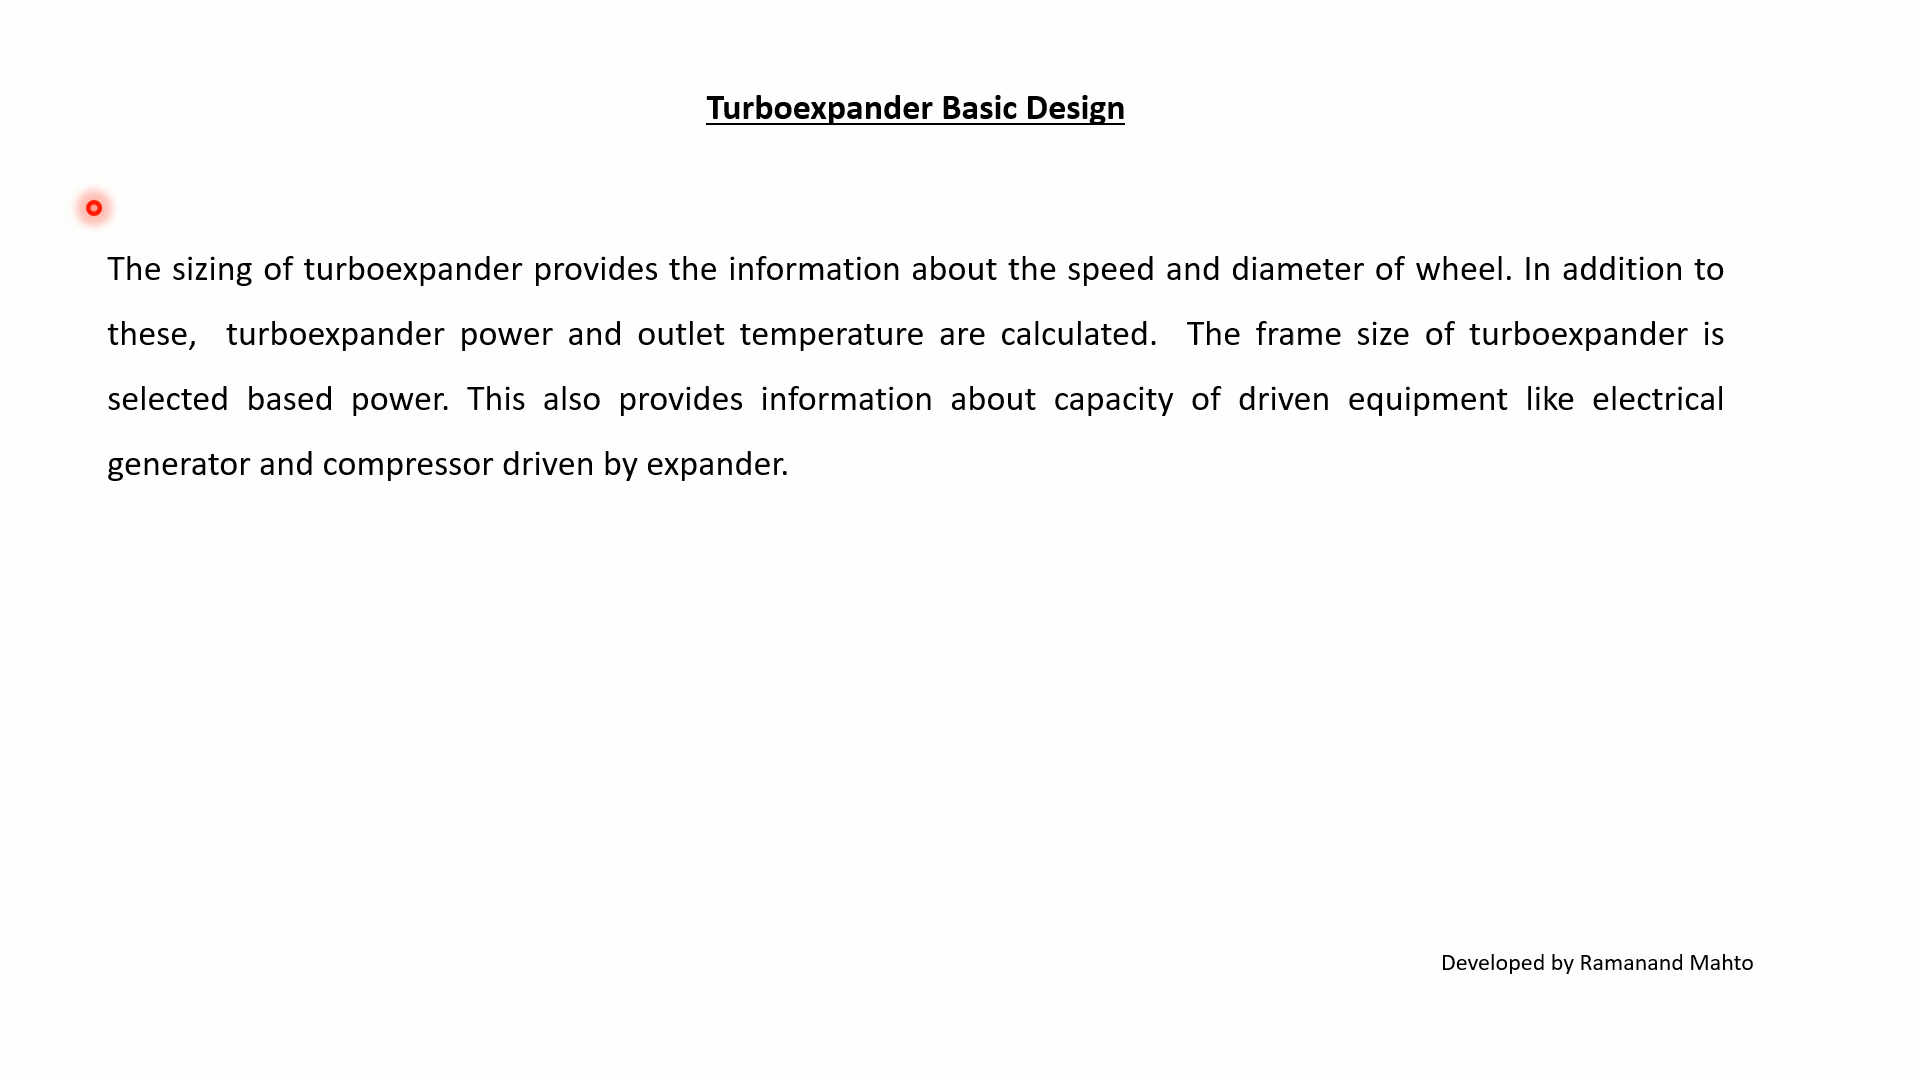 Turboexpander Basic Design
The sizing of turboexpander provides the information about the speed and diameter of wheel. In addition to
these, turboexpander power and outlet temperature are calculated. The frame size of turboexpander is
selected based power. This also provides information about capacity of driven equipment like electrical
generator and compressor driven by expander.
Developed by Ramanand Mahto